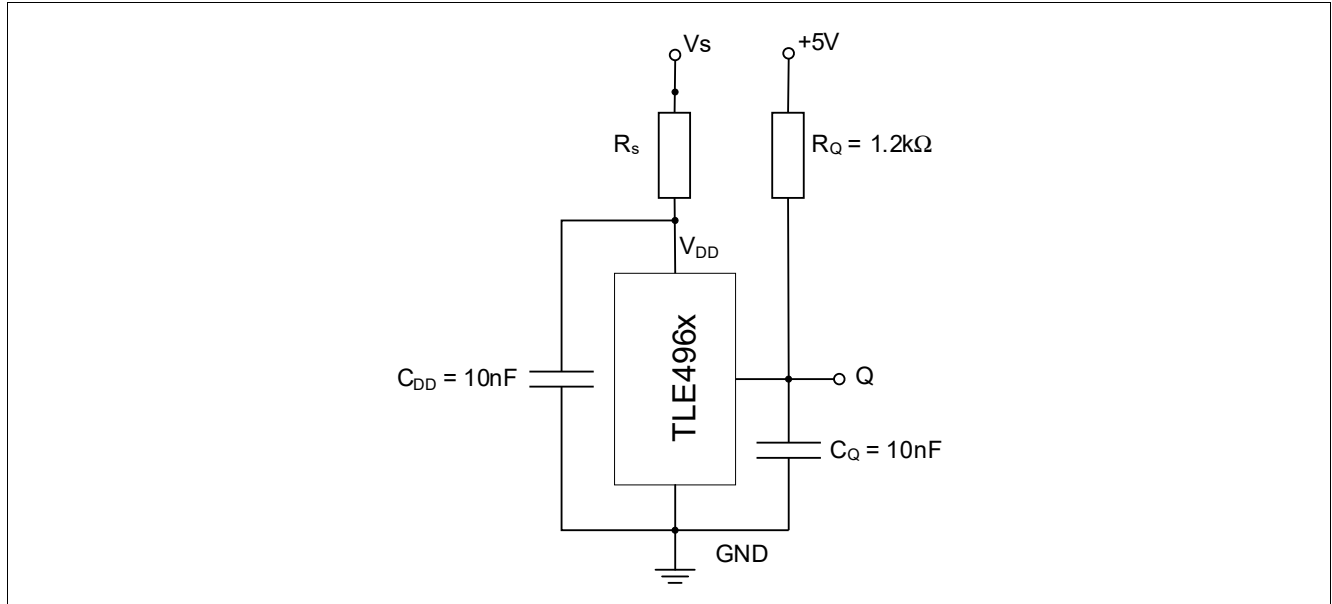 Vs
+5V
Rs
RQ = 1.2kΩ
VDD
TLE496x
CDD = 10nF
Q
CQ = 10nF
GND